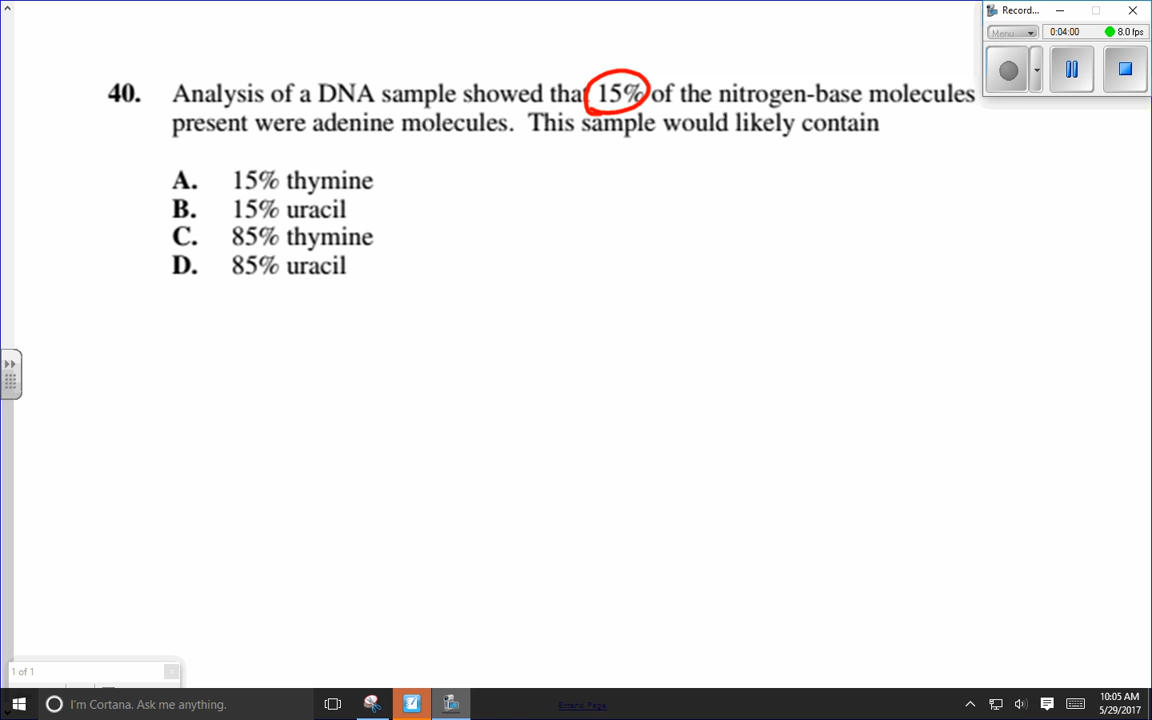 Record...
Menu
0:04:00
8.0 fps
40. Analysis of a DNA sample showed that 15% of the nitrogen-base molecules
present were adenine molecules. This sample would likely contain
A. 15% thymine
B. 15% uracil
C. 85% thymine
D. 85% uracil
1 of 1
I'm Cortana. Ask me anything.
Extend Page
10:05 AM
5/29/2017